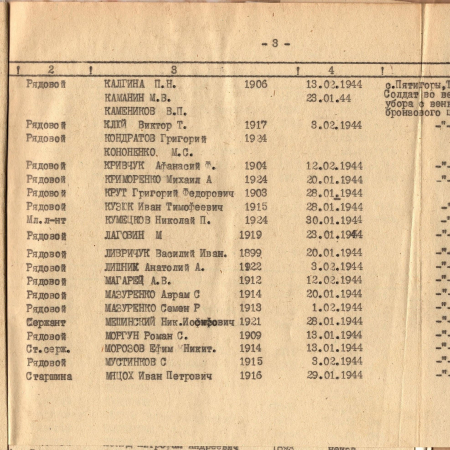 - 3 -
! 2 ! 3 ! 4 !
Рядовой КАЛГИНА П.Н. 1906 13.02.1944 с.Пятигоры,
КАМАНИН М.В. 23.01.44 Солдат во
КАМЕНИКОВ В.П. убора с
Рядовой КЛЮЙ Виктор Т. 1917 3.02.1944 бронзового
Рядовой КОНДРАТОВ Григорий 1924
КОНОНЕНКО. М.С.
Рядовой КРИВЧУК Афанасий Т. 1904 12.02.1944 -"-
Рядовой КРИМОРЕНКО Михаил А 1924 20.01.1944 -"-
Рядовой КРУТ Григорий Федорович 1903 28.01.1944
Рядовой Иван Тимофеевич 1915 28.01.1944 -"-
Мл.л-нт КУМЕЦКОВ Николай П. 1924 30.01.1944 -"-
Рядовой ЛАГОВИН М 1919 23.01.1944 -"-
Рядовой ЛИВРИЧУК Василий Иван. 1899 20.01.1944 -"-
Рядовой ЛИПНИК Анатолий А. 1922 3.02.1944 -"-
Рядовой МАГАРЕЙ А.В. 1912 12.02.1944 -"-
Рядовой МАЗУРЕНКО Аврам С 1914 20.01.1944 -"-
Рядовой МАЗУРЕНКО Семен Р 1913 1.02.1944 -"-
Сержант МЕШИНСКИЙ Ник.Иосифович 1921 28.01.1944 -"-
Рядовой МОРГУН Роман С. 1909 13.01.1944 -"-
Ст.серж. МОРОЗОВ Ефим Никит. 1914 13.01.1944 -"-
Рядовой МУСТИНКОВ С 1915 3.02.1944 -"-
Старшина Иван Петрович 1916 29.01.1944 -"-